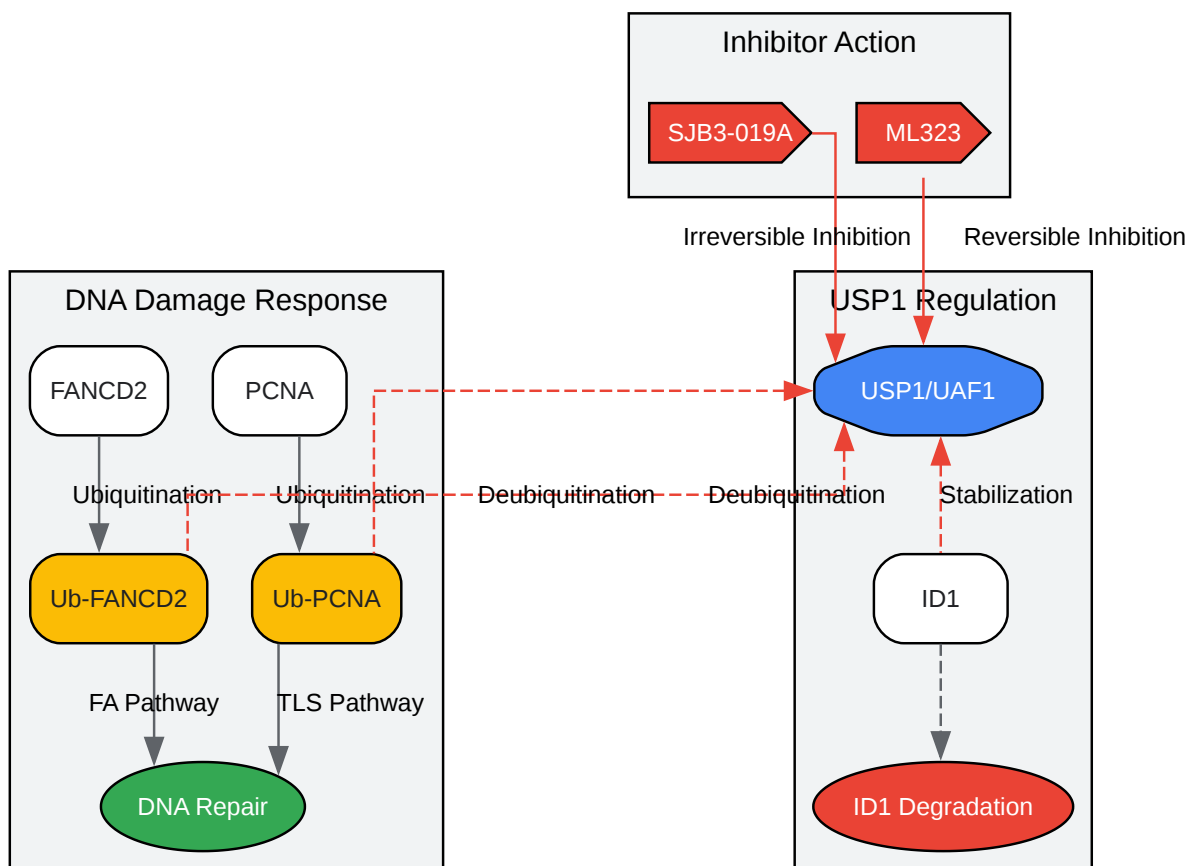 Inhibitor Action
SJB3-019A
ML323
Irreversible Inhibition
Reversible Inhibition
DNA Damage Response
USP1 Regulation
FANCD2
PCNA
USP1/UAF1
Ubiquitination
Ubiquitination
Deubiquitination
Deubiquitination
Stabilization
Ub-FANCD2
Ub-PCNA
ID1
FA Pathway
TLS Pathway
DNA Repair
ID1 Degradation